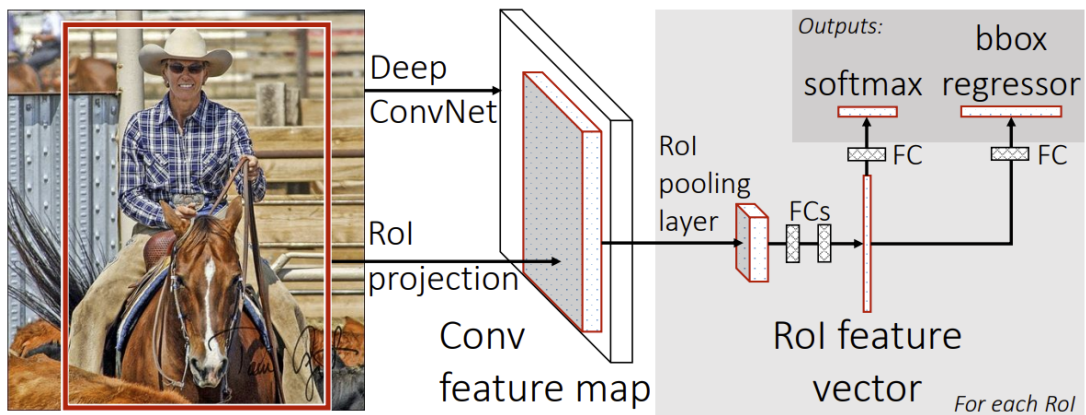 Deep
ConvNet
RoI
projection
Conv
feature map
RoI
pooling
layer
FCs
RoI feature
vector
For each RoI
Outputs:
softmax
bbox
regressor
FC
FC